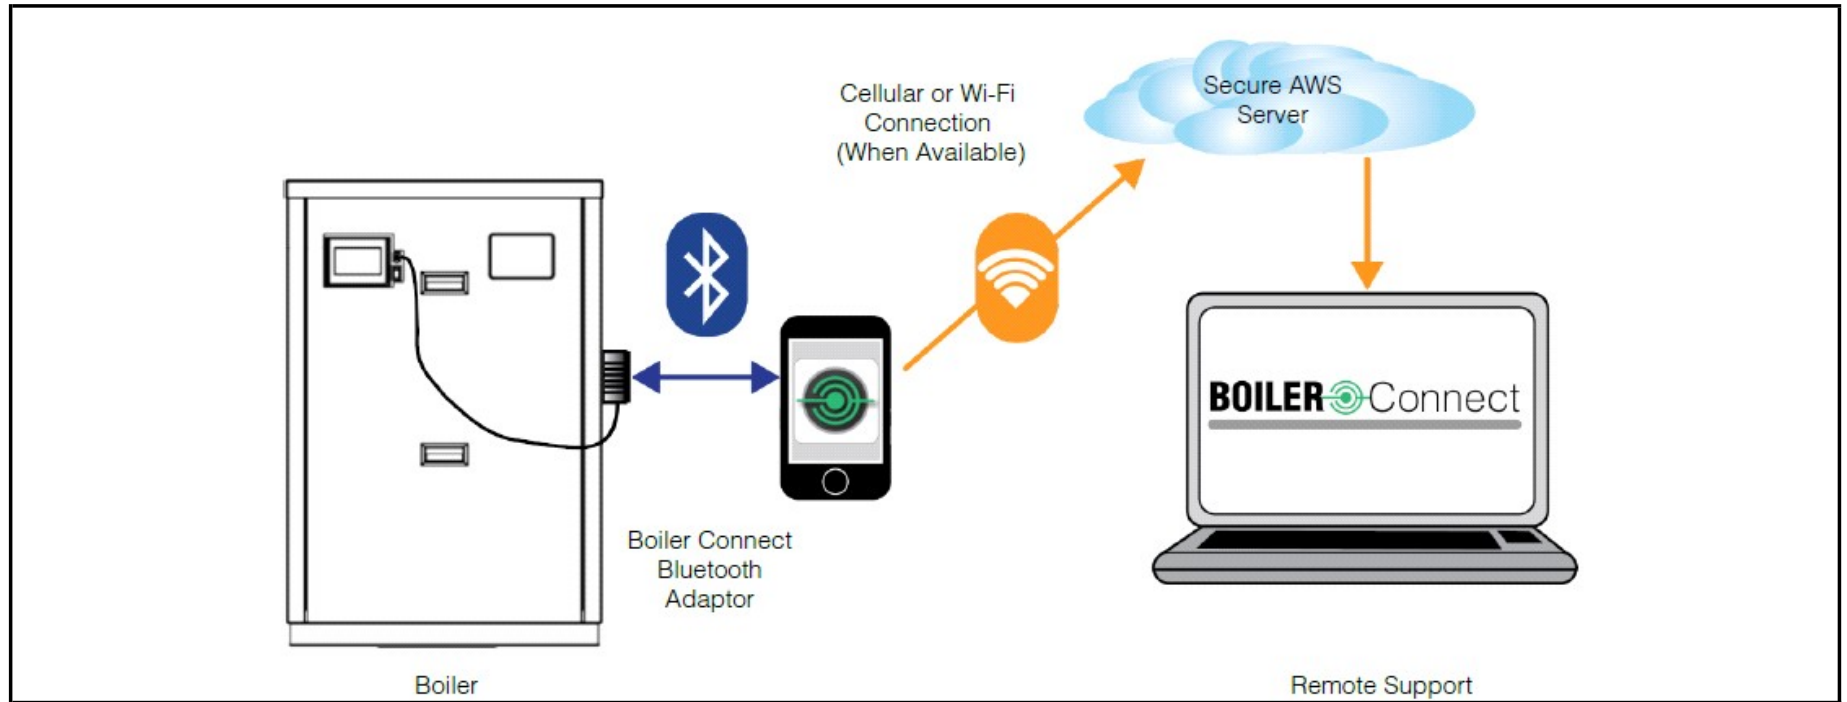 Cellular or Wi-Fi
Connection
(When Available)
Secure AWS
Server
BOILER Connect
Boiler Connect
Bluetooth
Adaptor
Boiler
Remote Support